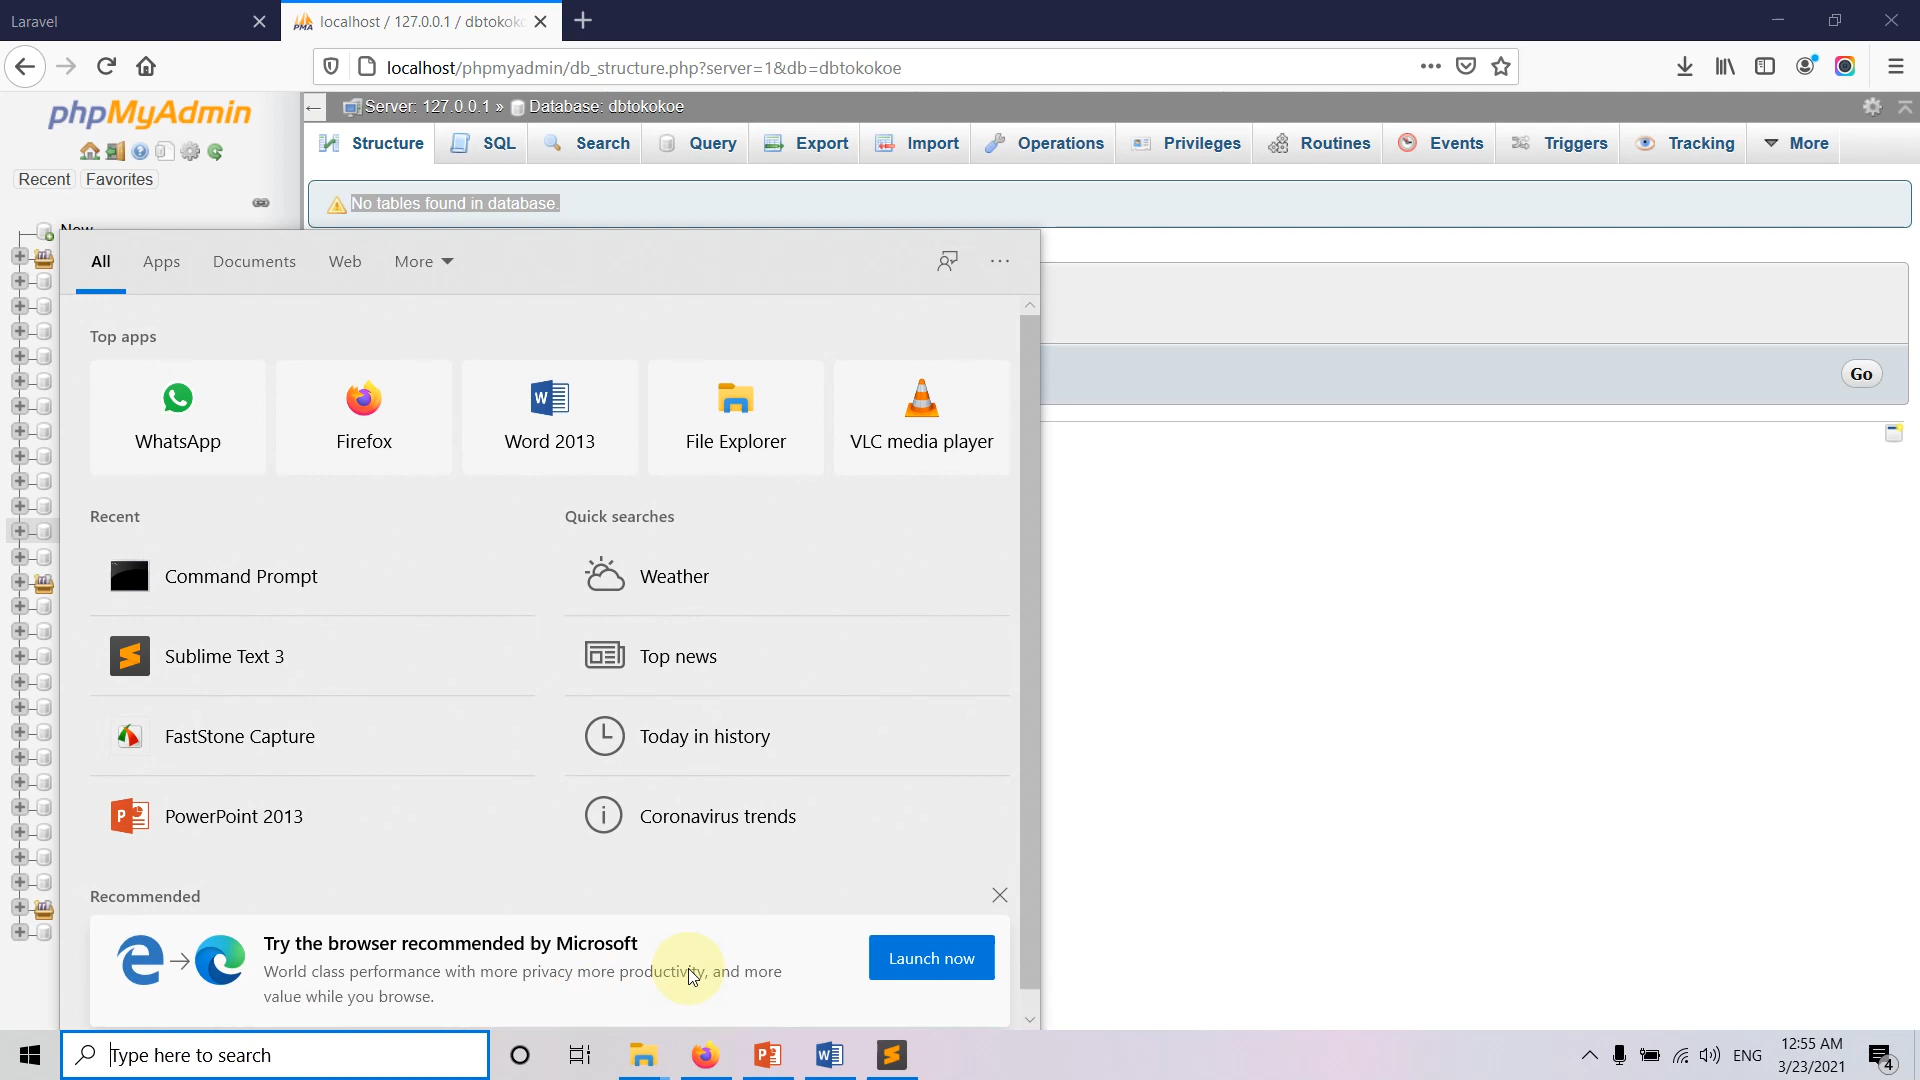 Laravel
localhost / 127.0.0.1 / dbtokoko
localhost/phpmyadmin/db_structure.php?server=1&db=dbtokokoe
phpMyAdmin
Recent
Favorites
New
Server: 127.0.0.1 » Database: dbtokokoe
Structure
SQL
Search
Query
Export
Import
Operations
Privileges
Routines
Events
Triggers
Tracking
More
No tables found in database.
Go
All
Apps
Documents
Web
More
Top apps
WhatsApp
Firefox
Word 2013
File Explorer
VLC media player
Recent
Command Prompt
Sublime Text 3
FastStone Capture
PowerPoint 2013
Quick searches
Weather
Top news
Today in history
Coronavirus trends
Recommended
Try the browser recommended by Microsoft
World class performance with more privacy more productivity, and more
value while you browse.
Launch now
Type here to search
ENG
12:55 AM
3/23/2021
4